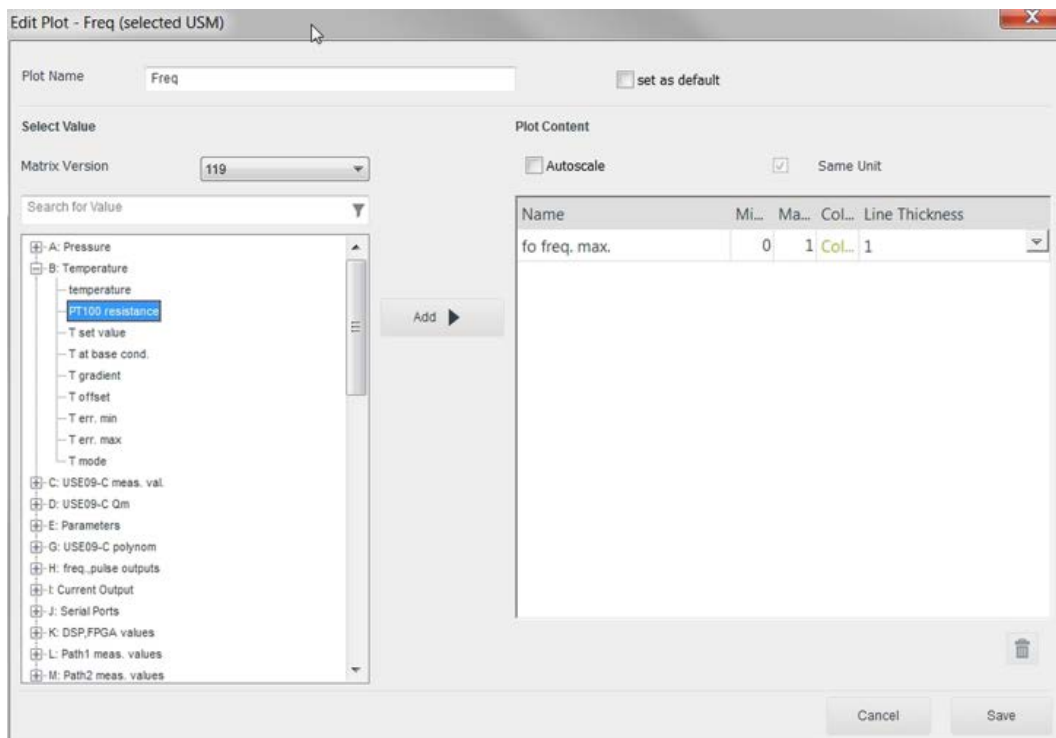 Edit Plot - Freq (selected USM)
X
Plot Name
Freq
set as default
Select Value
Plot Content
Matrix Version
119
Autoscale
Same Unit
Search for Value
Name Mi... Ma... Col... Line Thickness
fo freq. max. 0 1 Col... 1
A: Pressure
B: Temperature
temperature
PT100 resistance
T set value
T at base cond.
T gradient
T offset
T err. min
T err. max
T mode
C: USE09-C meas. val.
D: USE09-C Qm
E: Parameters
G: USE09-C polynom
H: freq.,pulse outputs
I: Current Output
J: Serial Ports
K: DSP,FPGA values
L: Path1 meas. values
M: Path2 meas. values
Add
Cancel
Save